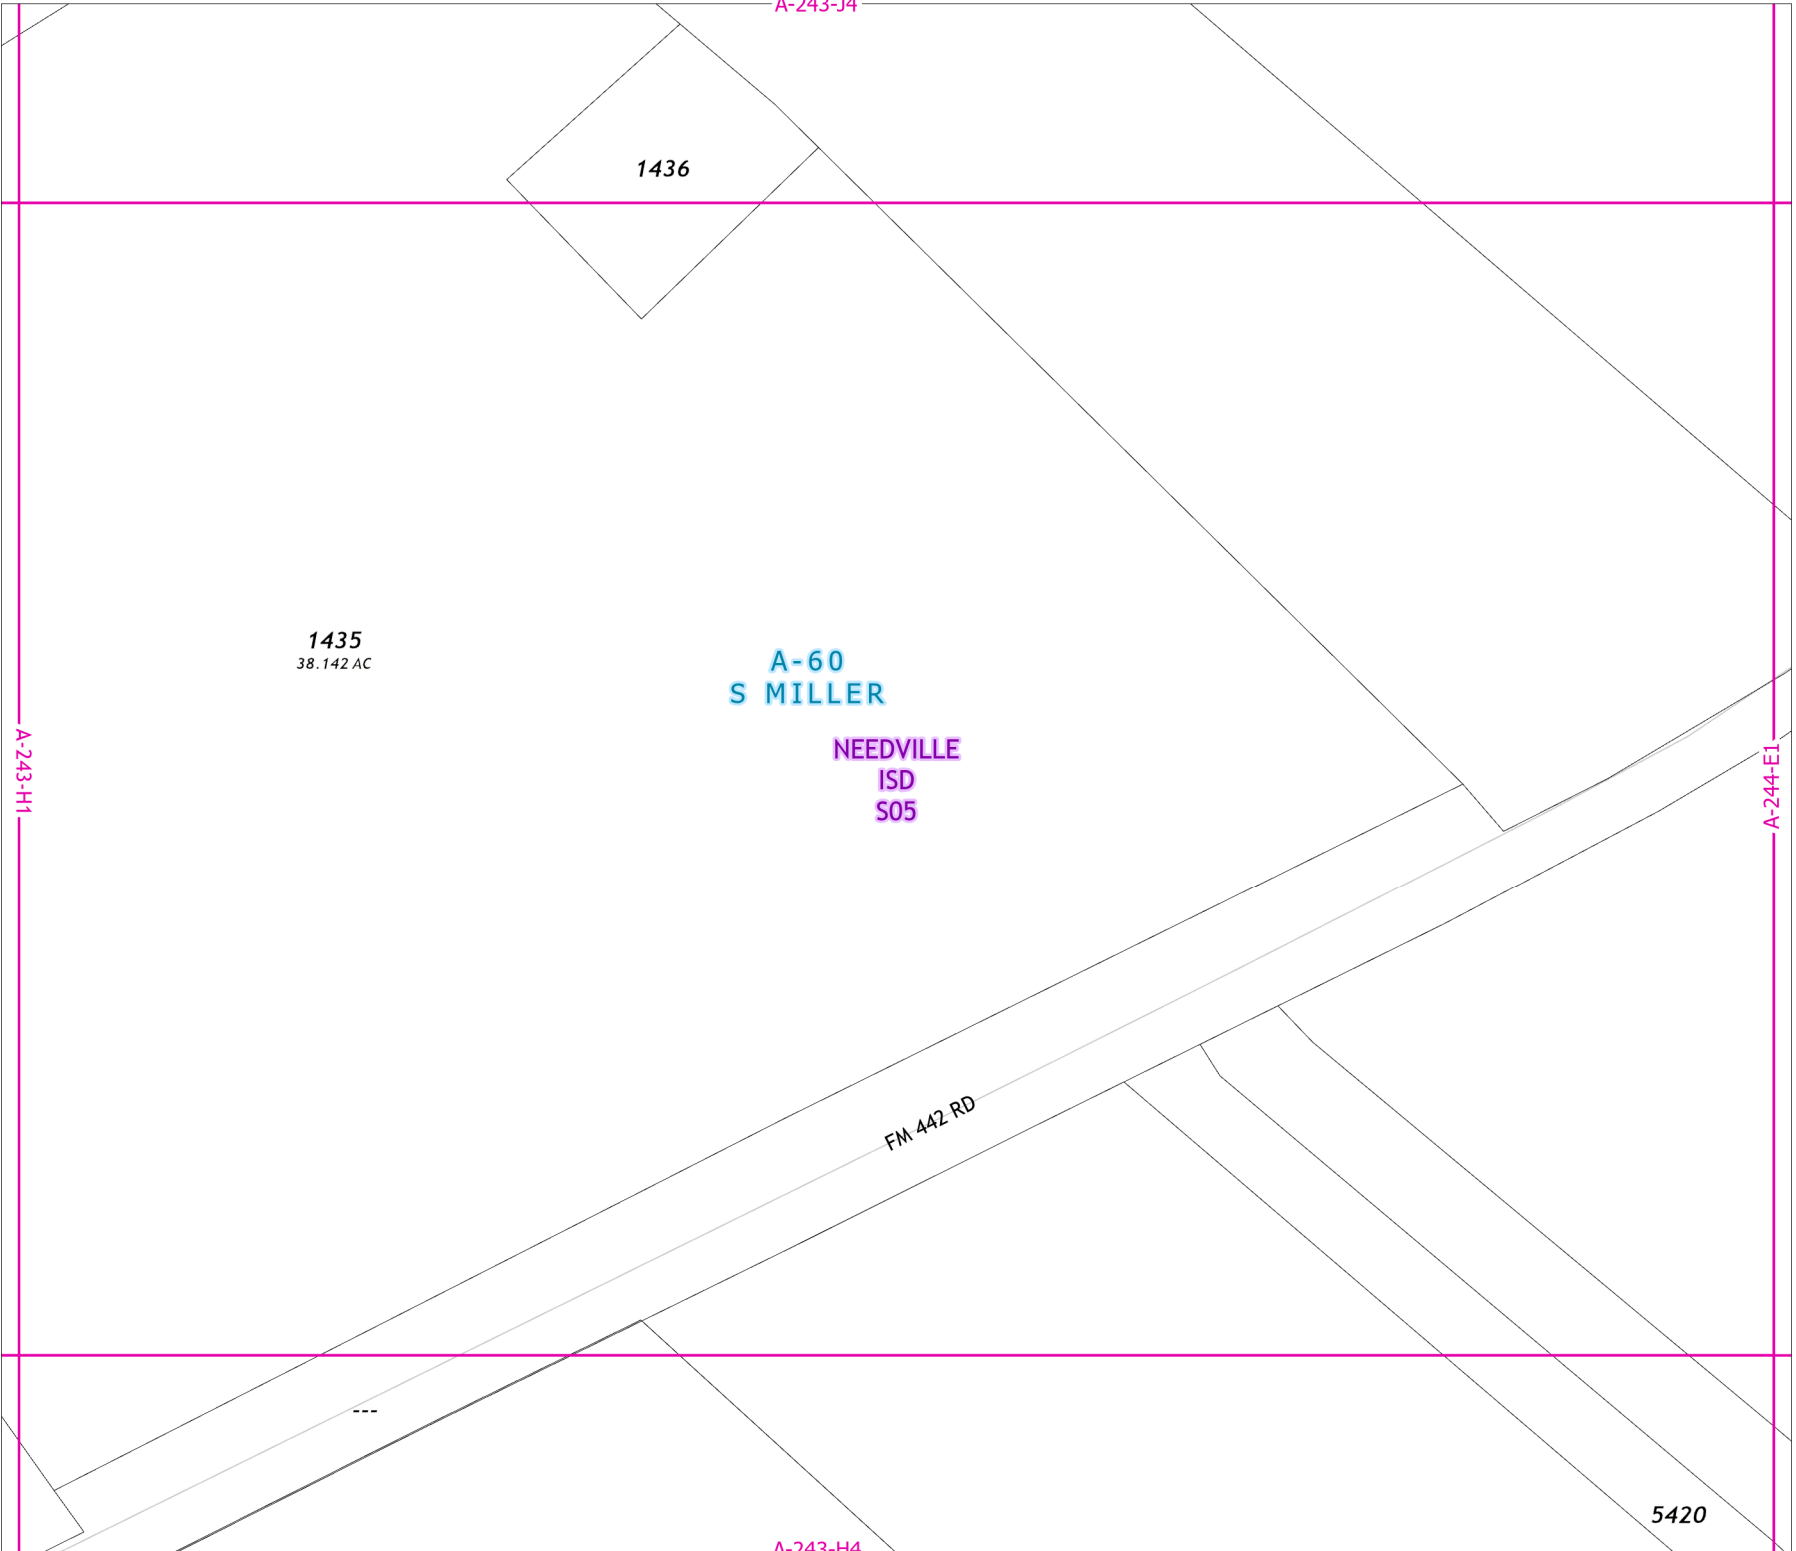 A-243-J4
1436
1435
38.142 AC
A-60
S MILLER
NEEDVILLE
ISD
S05
A-243-H1
A-244-E1
FM 442 RD
---
5420
A-243-H4